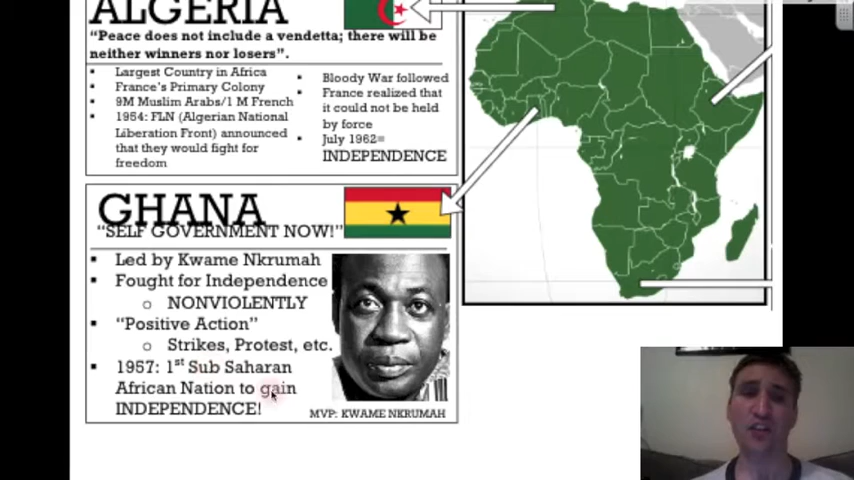 ALGERIA
“Peace does not include a vendetta; there will be
neither winners nor losers”.
▪ Largest Country in Africa
▪ France's Primary Colony
▪ 9M Muslim Arabs/1 M French
▪ 1954: FLN (Algerian National
Liberation Front) announced
that they would fight for
freedom
▪ Bloody War followed
▪ France realized that
it could not be held
by force
▪ July 1962=
INDEPENDENCE
GHANA
“SELF GOVERNMENT NOW!”
▪ Led by Kwame Nkrumah
▪ Fought for Independence
o NONVIOLENTLY
▪ “Positive Action”
o Strikes, Protest, etc.
▪ 1957: 1st Sub Saharan
African Nation to gain
INDEPENDENCE!
MVP: KWAME NKRUMAH